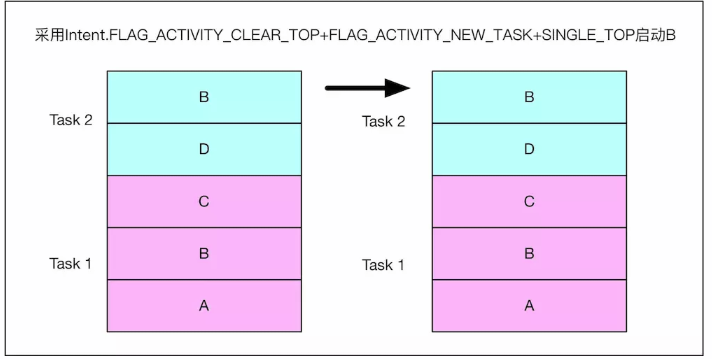 采用Intent.FLAG_ACTIVITY_CLEAR_TOP+FLAG_ACTIVITY_NEW_TASK+SINGLE_TOP启动B
Task 2
B
D
C
Task 1
B
A
Task 2
B
D
C
Task 1
B
A